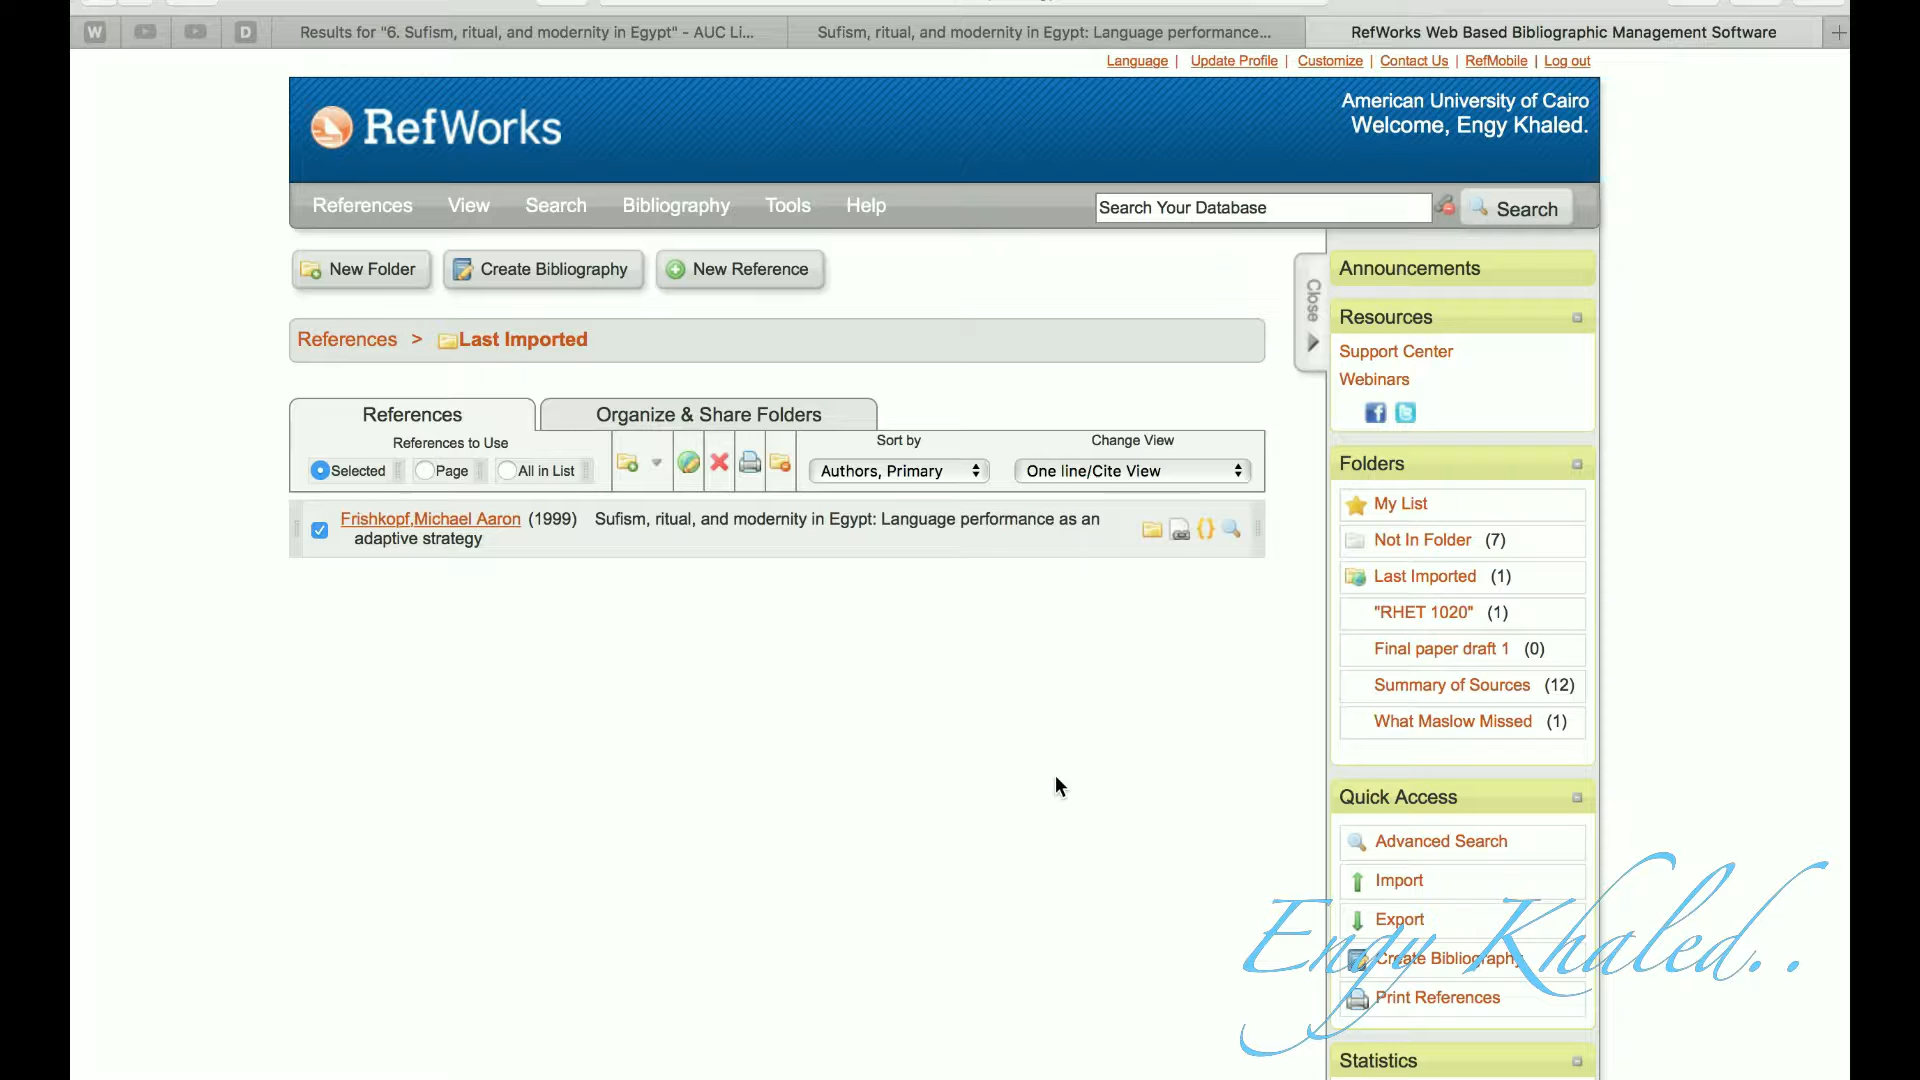 W
D
Results for "6. Sufism, ritual, and modernity in Egypt" - AUC Li...
Sufism, ritual, and modernity in Egypt: Language performance...
RefWorks Web Based Bibliographic Management Software
Language | Update Profile | Customize | Contact Us | RefMobile | Log out
RefWorks
American University of Cairo
Welcome, Engy Khaled.
References View Search Bibliography Tools Help
Search Your Database
Search
New Folder
Create Bibliography
New Reference
Close
References > Last Imported
References
Organize & Share Folders
References to Use
Selected
Page
All in List
Sort by
Authors, Primary
Change View
One line/Cite View
Frishkopf,Michael Aaron (1999) Sufism, ritual, and modernity in Egypt: Language performance as an
adaptive strategy
Announcements
Resources
Support Center
Webinars
Folders
My List
Not In Folder (7)
Last Imported (1)
"RHET 1020" (1)
Final paper draft 1 (0)
Summary of Sources (12)
What Maslow Missed (1)
Quick Access
Advanced Search
Import
Export
Create Bibliography
Print References
Statistics
Engy Khaled..